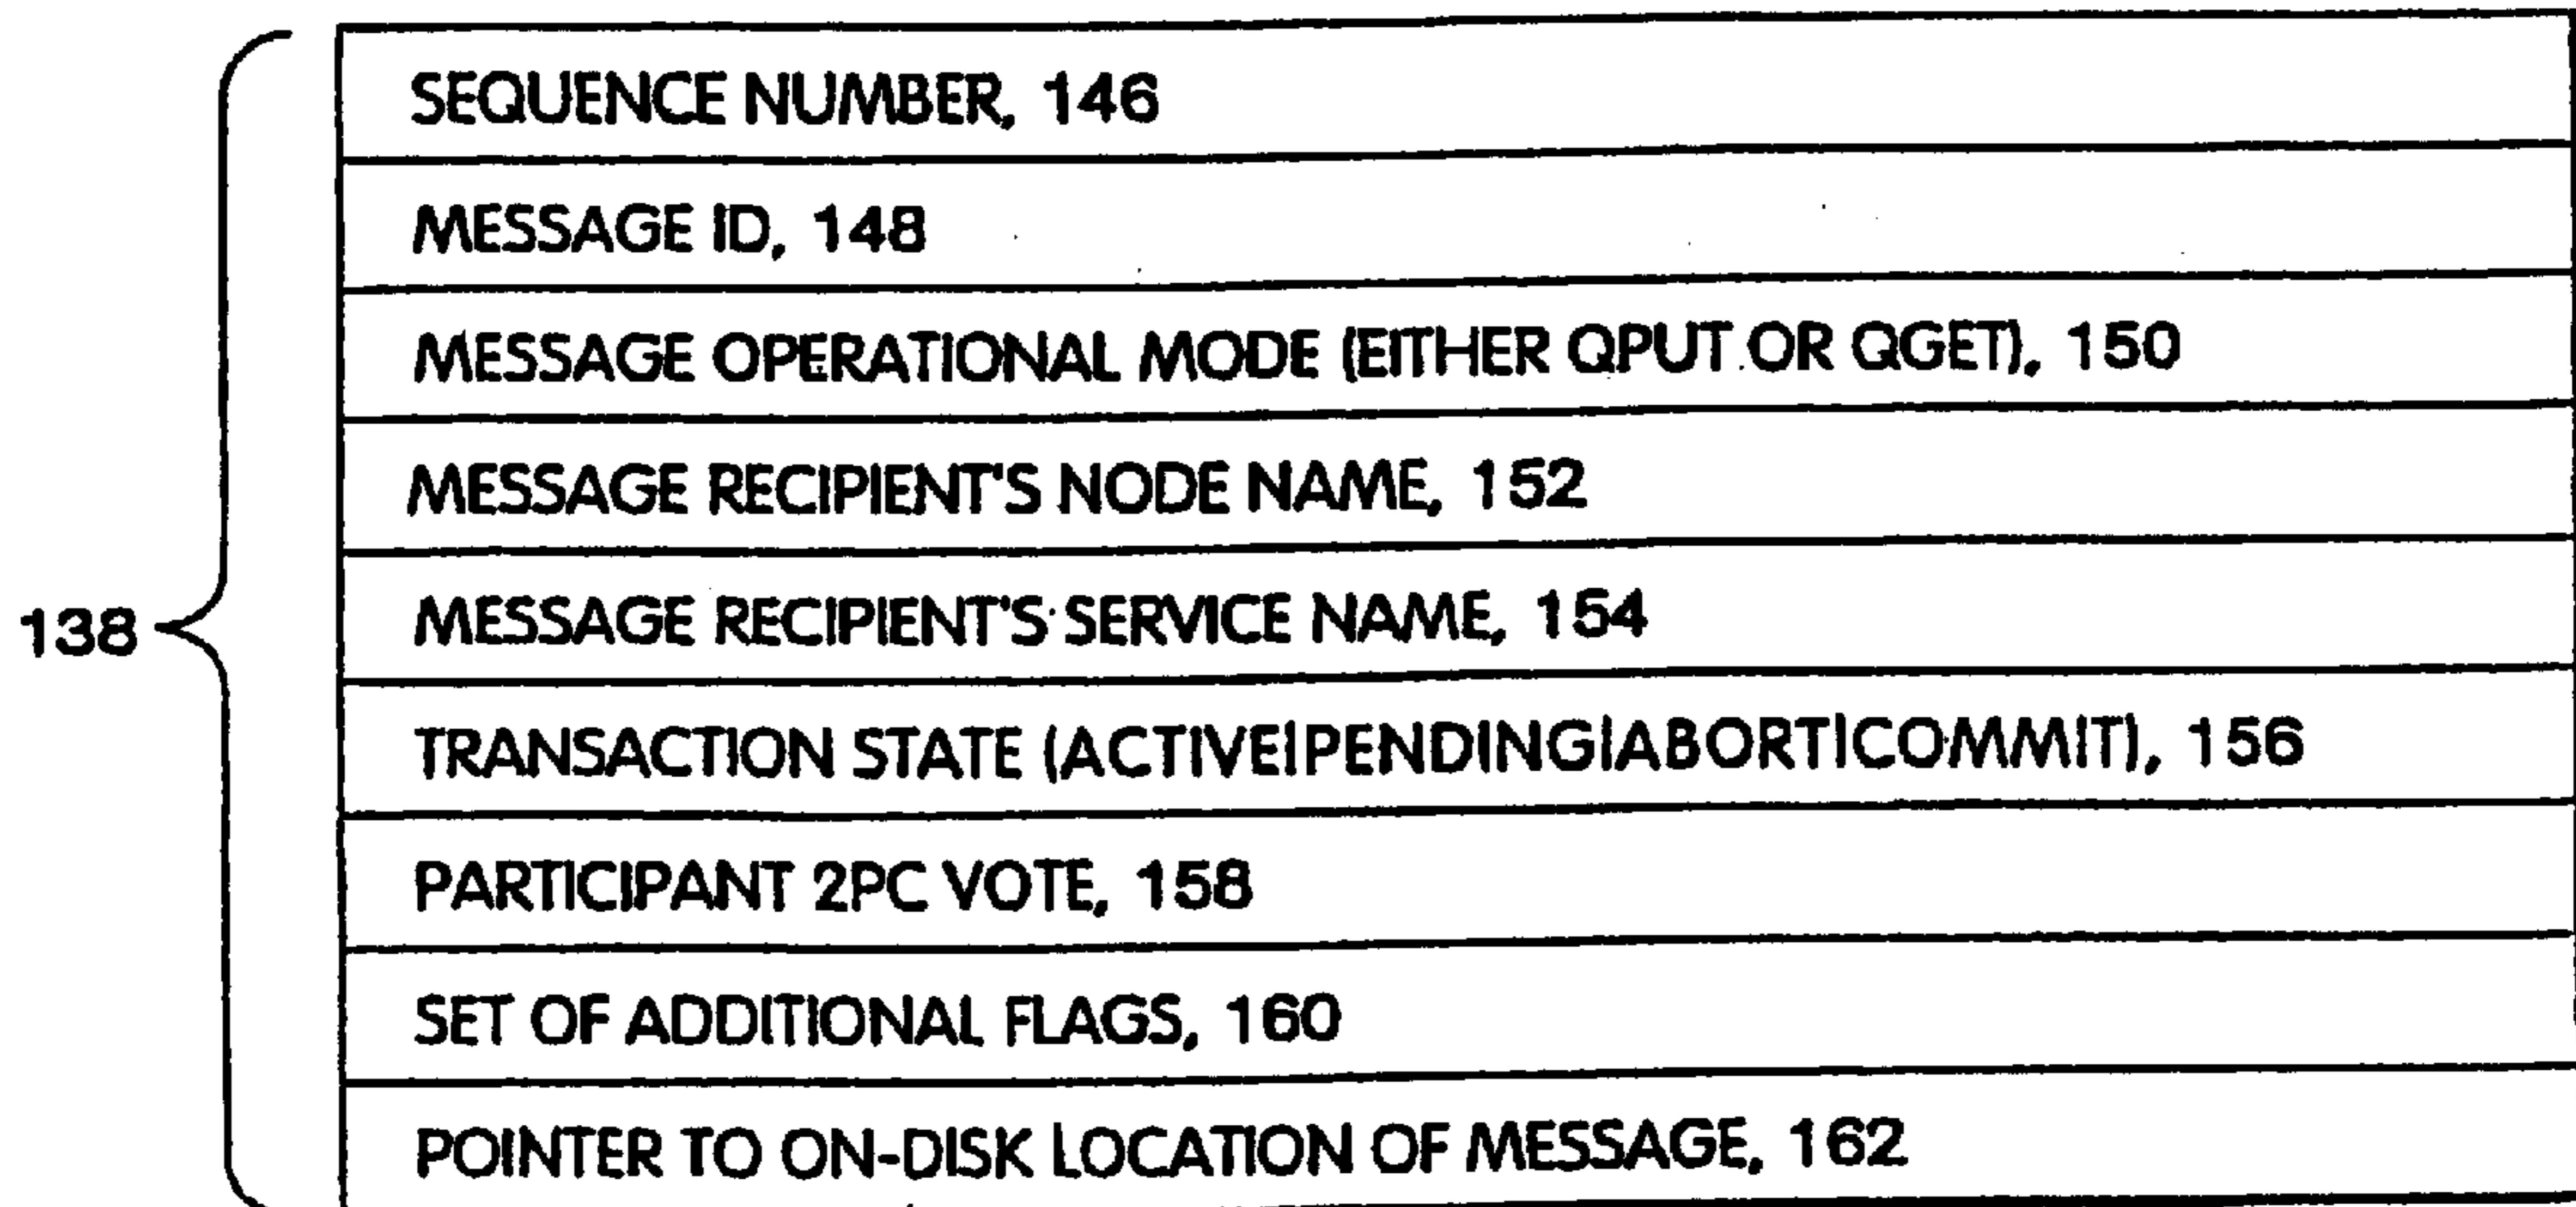 SEQUENCE NUMBER, 146
MESSAGE ID, 148
MESSAGE OPERATIONAL MODE (EITHER QPUT OR QGET), 150
MESSAGE RECIPIENT'S NODE NAME, 152
MESSAGE RECIPIENT'S SERVICE NAME, 154
138
TRANSACTION STATE (ACTIVE|PENDING|ABORT|COMMIT), 156
PARTICIPANT 2PC VOTE, 158
SET OF ADDITIONAL FLAGS, 160
POINTER TO ON-DISK LOCATION OF MESSAGE, 162